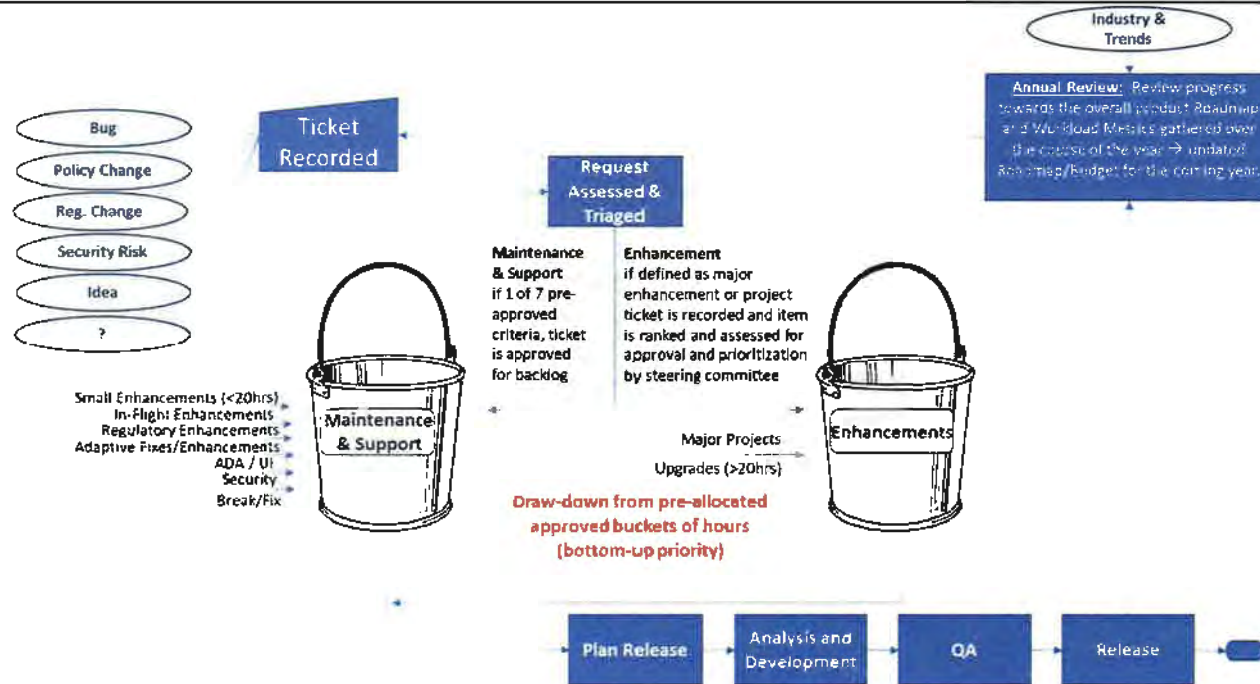 Industry &
Trends
Annual Review: Review progress
towards the overall product Roadmap
and Workload Metrics gathered over
the course of the year → updated
Roadmap/Budget for the coming year.
Bug
Policy Change
Reg. Change
Security Risk
Idea
?
Ticket
Recorded
Request
Assessed &
Triaged
Maintenance
& Support
if 1 of 7 pre-
approved
criteria, ticket
is approved
for backlog
Enhancement
if defined as major
enhancement or project
ticket is recorded and item
is ranked and assessed for
approval and prioritization
by steering committee
Small Enhancements (<20hrs)
In-Flight Enhancements
Regulatory Enhancements
Adaptive Fixes/Enhancements
ADA / UI
Security
Break/Fix
Maintenance
& Support
Major Projects
Upgrades (>20hrs)
Enhancements
Draw-down from pre-allocated
approved buckets of hours
(bottom-up priority)
Plan Release
Analysis and
Development
QA
Release